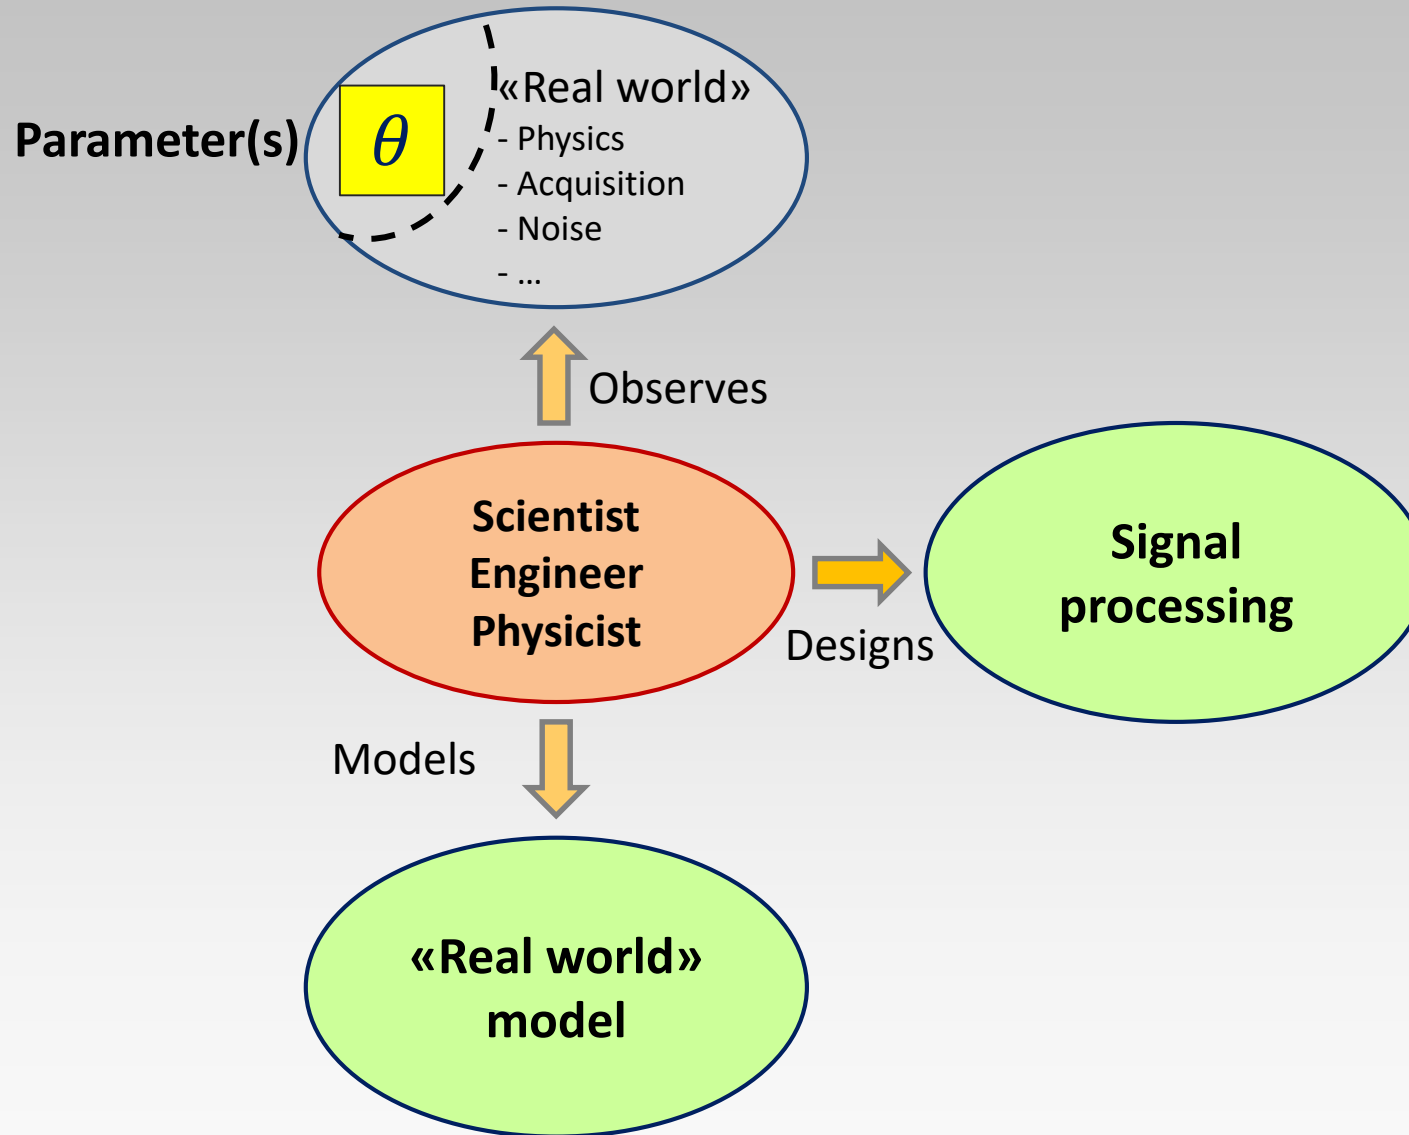 «Real world»
Parameter(s)
θ
- Physics
- Acquisition
- Noise
- ...
Observes
Scientist
Engineer
Physicist
Signal
processing
Designs
Models
«Real world»
model